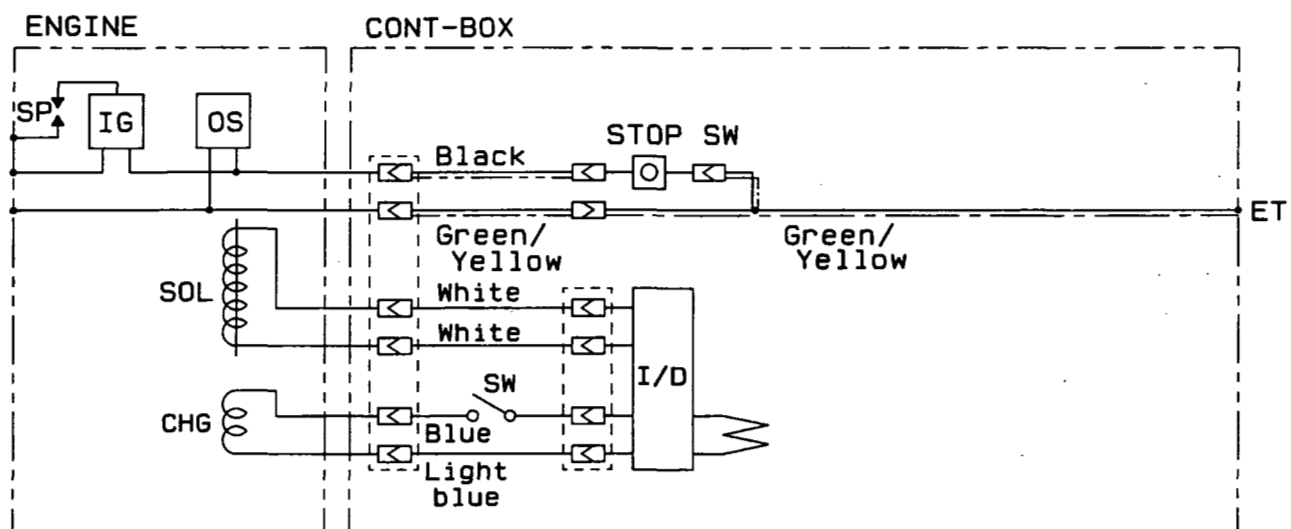 ENGINE
CONT-BOX
SP
IG
OS
STOP SW
Black
ET
Green/
Yellow
Green/
Yellow
SOL
White
White
I/D
SW
CHG
Blue
Light
blue